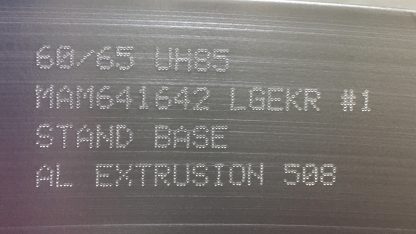 60/65 UH85
MAM641642 LGEKR #1
STAND BASE
AL EXTRUSION 508